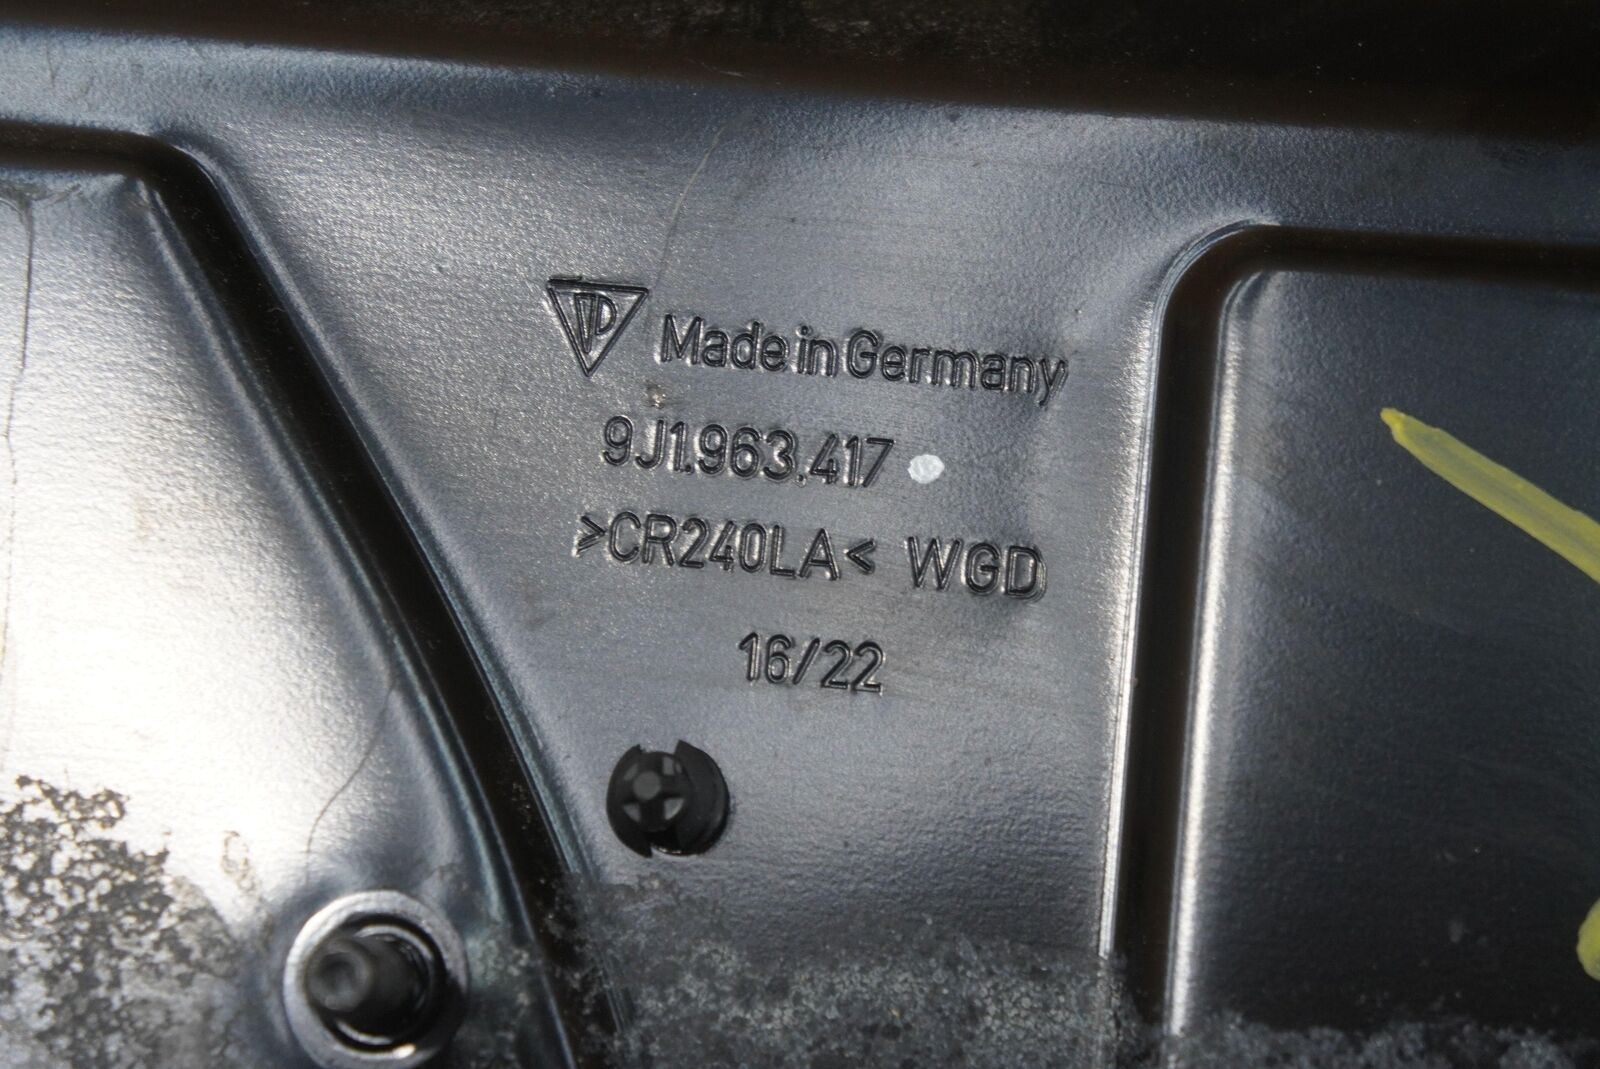 Made in Germany
9J1.963.417
>CR240LA< WGD
16/22